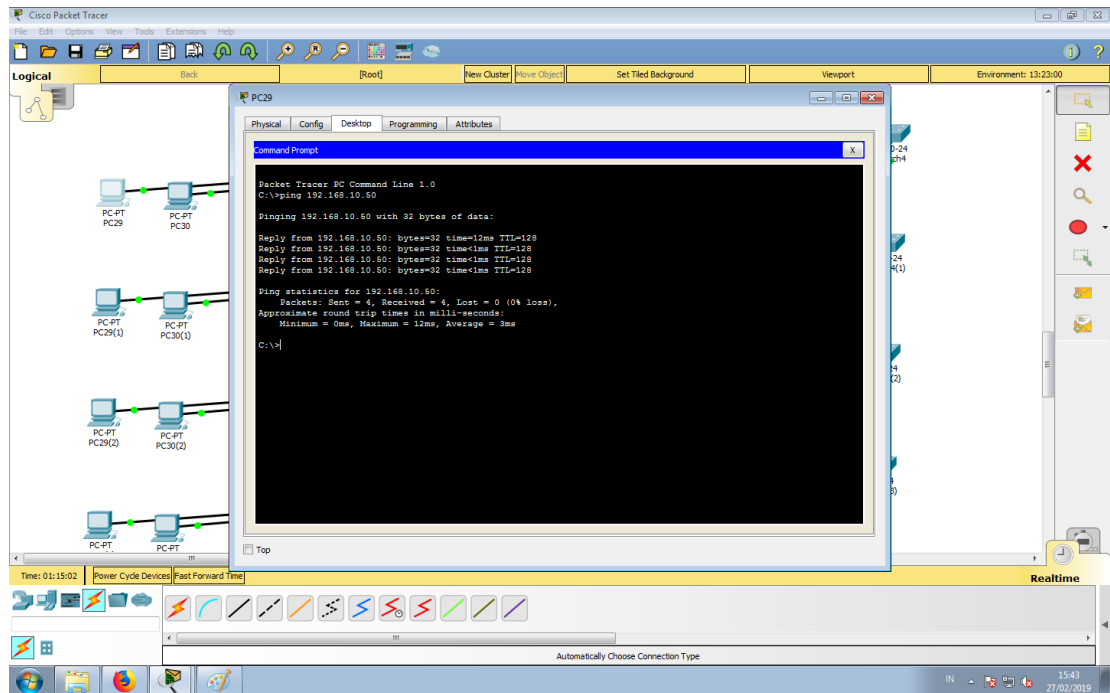 Cisco Packet Tracer
File Edit Options View Tools Extensions Help
Logical Back [Root] New Cluster Move Object Set Tiled Background Viewport Environment: 13:23:00
PC29
Physical Config Desktop Programming Attributes
Command Prompt X
Packet Tracer PC Command Line 1.0
C:\>ping 192.168.10.50
Pinging 192.168.10.50 with 32 bytes of data:
Reply from 192.168.10.50: bytes=32 time=12ms TTL=128
Reply from 192.168.10.50: bytes=32 time<1ms TTL=128
Reply from 192.168.10.50: bytes=32 time<1ms TTL=128
Reply from 192.168.10.50: bytes=32 time<1ms TTL=128
Ping statistics for 192.168.10.50:
Packets: Sent = 4, Received = 4, Lost = 0 (0% loss),
Approximate round trip times in milli-seconds:
Minimum = 0ms, Maximum = 12ms, Average = 3ms
C:\>
Top
PC-PT
PC29
PC-PT
PC30
PC-PT
PC29(1)
PC-PT
PC30(1)
PC-PT
PC29(2)
PC-PT
PC30(2)
PC-PT
PC-PT
Time: 01:15:02 Power Cycle Devices Fast Forward Time
Realtime
Automatically Choose Connection Type
IN
15:43
27/02/2019